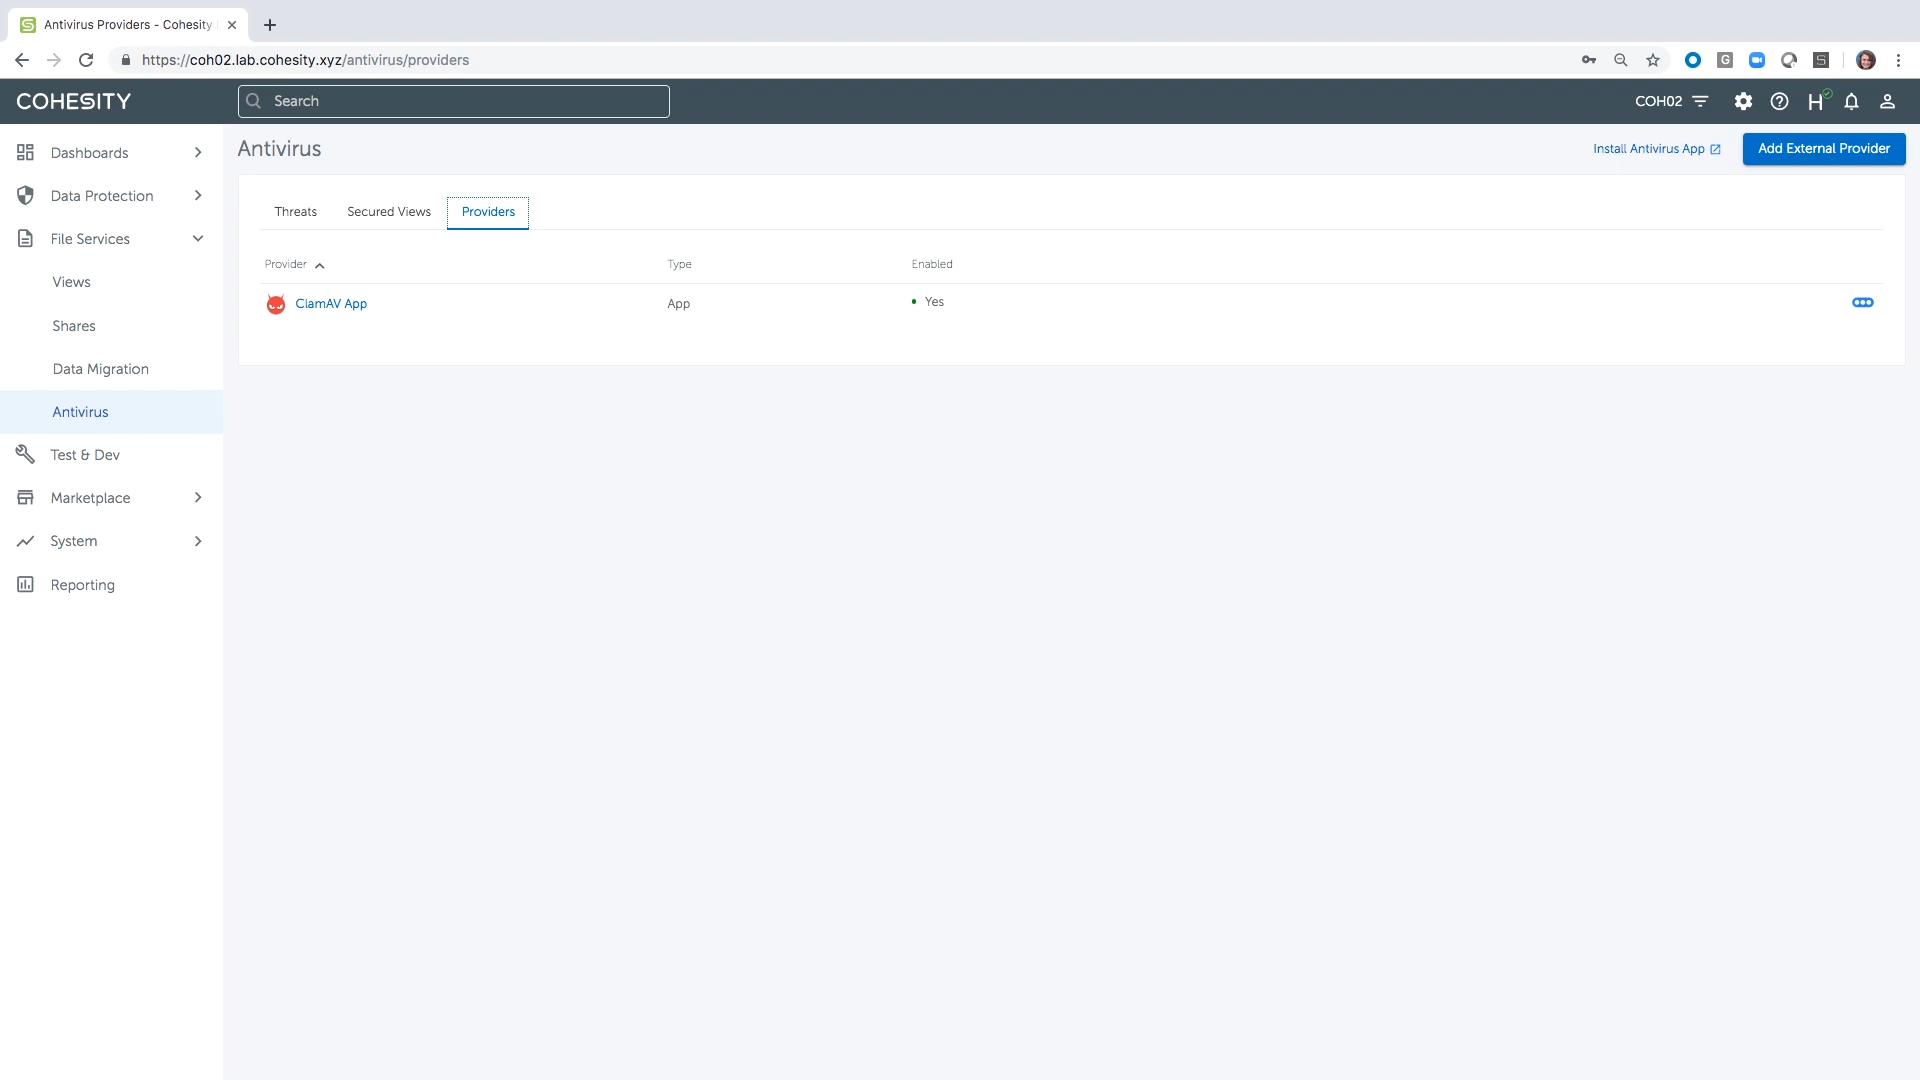 Antivirus Providers - Cohesity
https://coh02.lab.cohesity.xyz/antivirus/providers
COHESITY
Search
COH02
Antivirus
Install Antivirus App
Add External Provider
Dashboards
Data Protection
File Services
Views
Shares
Data Migration
Antivirus
Test & Dev
Marketplace
System
Reporting
Threats
Secured Views
Providers
Provider
Type
Enabled
ClamAV App
App
Yes